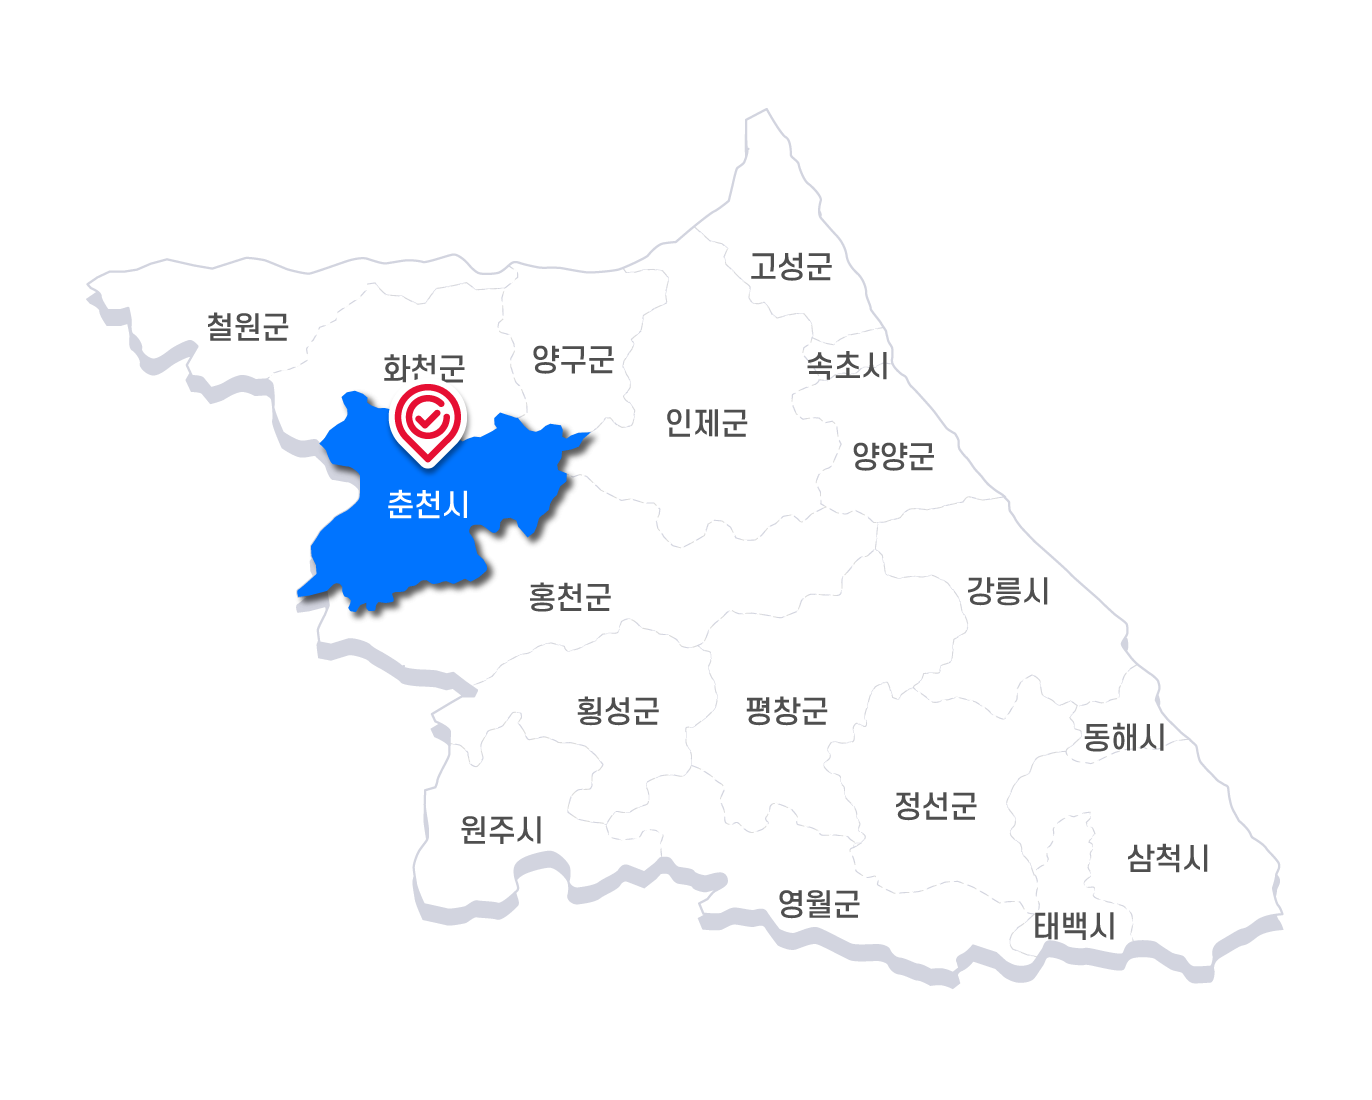 고성군
철원군
화천군
양구군
속초시
인제군
양양군
춘천시
홍천군
강릉시
횡성군
평창군
동해시
정선군
원주시
삼척시
영월군
태백시